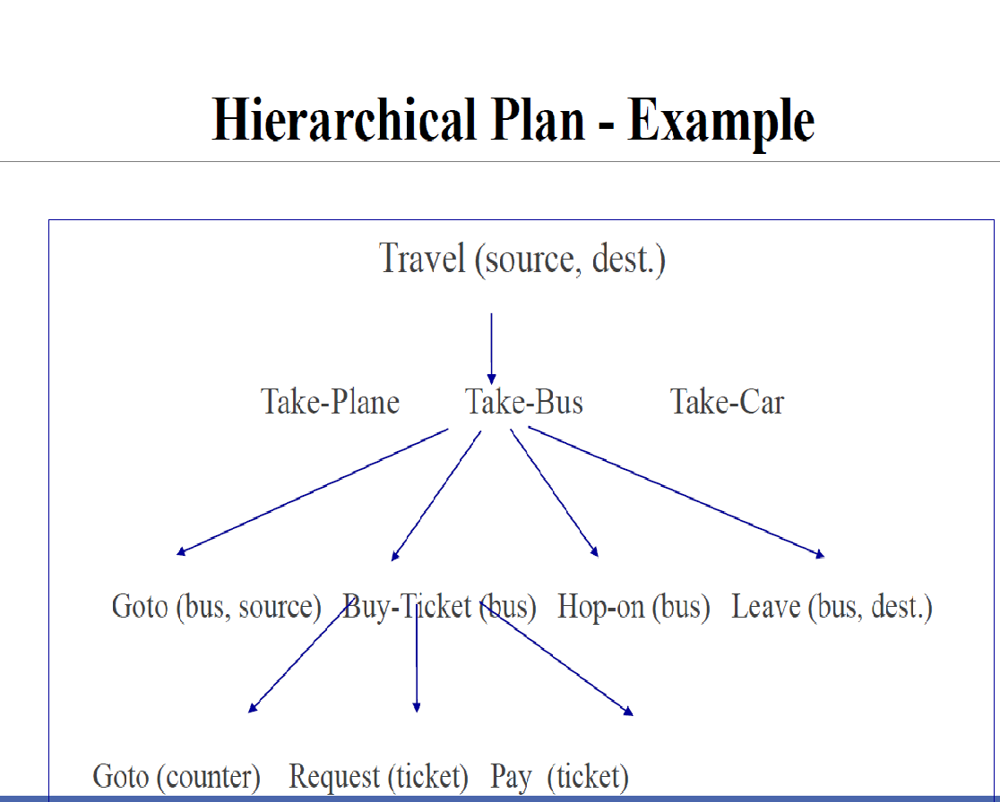 Hierarchical Plan - Example
Travel (source, dest.)
Take-Plane Take-Bus Take-Car
Goto (bus, source) Buy-Ticket (bus) Hop-on (bus) Leave (bus, dest.)
Goto (counter) Request (ticket) Pay (ticket)